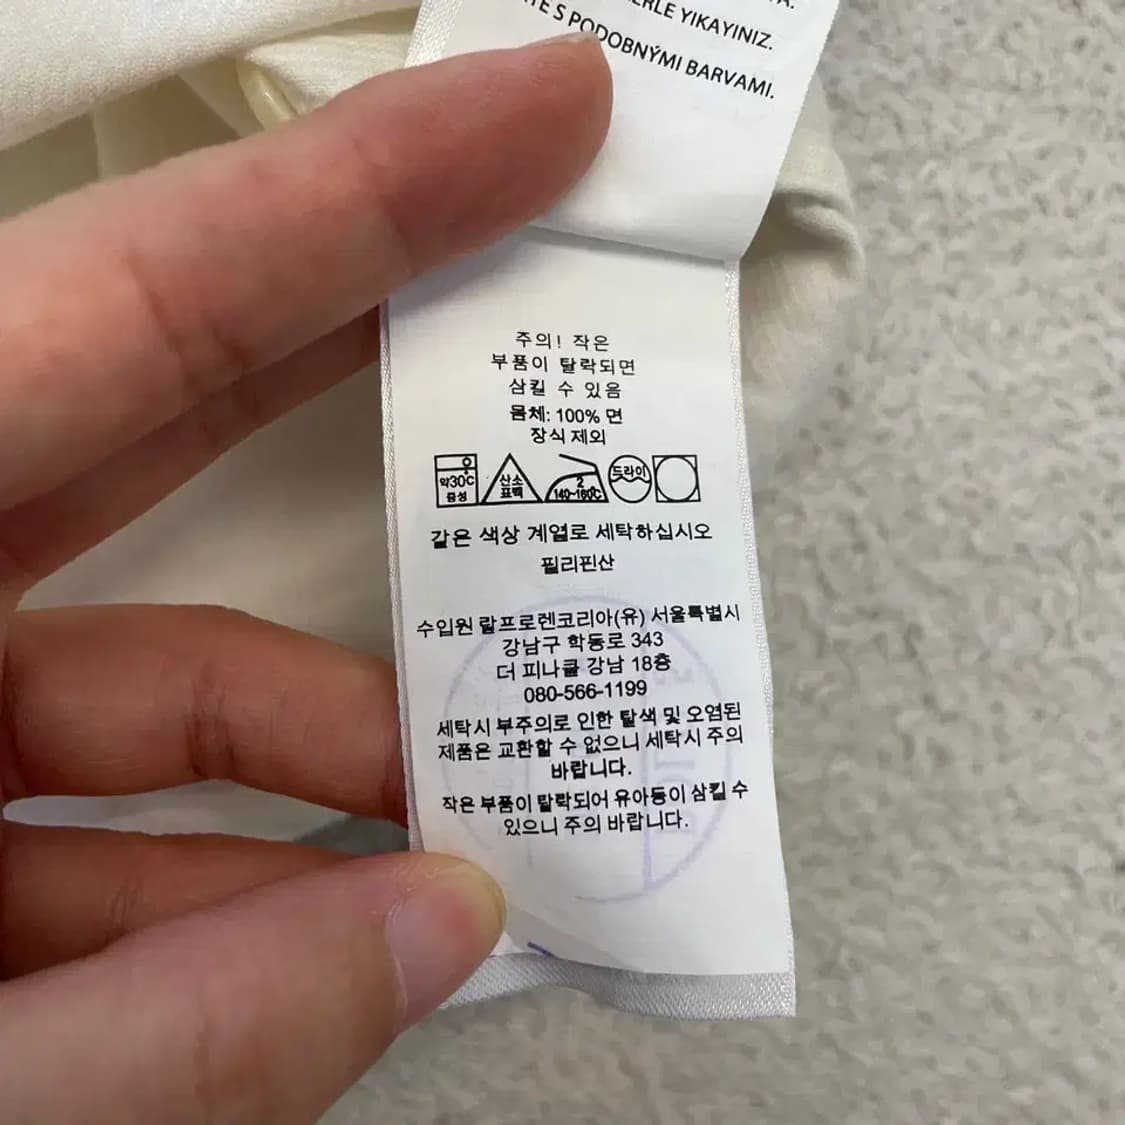 YIKAYINIZ.
S PODOBNÝMI BARVAMI.
주의! 작은
부품이 탈락되면
삼킬 수 있음
몸체: 100% 면
장식 제외
약30℃
중성
산소
표백
2
140~160℃
드라이
같은 색상 계열로 세탁하십시오
필리핀산
수입원 랄프로렌코리아(유) 서울특별시
강남구 학동로 343
더 피나클 강남 18층
080-566-1199
세탁시 부주의로 인한 탈색 및 오염된
제품은 교환할 수 없으니 세탁시 주의
바랍니다.
작은 부품이 탈락되어 유아등이 삼킬 수
있으니 주의 바랍니다.